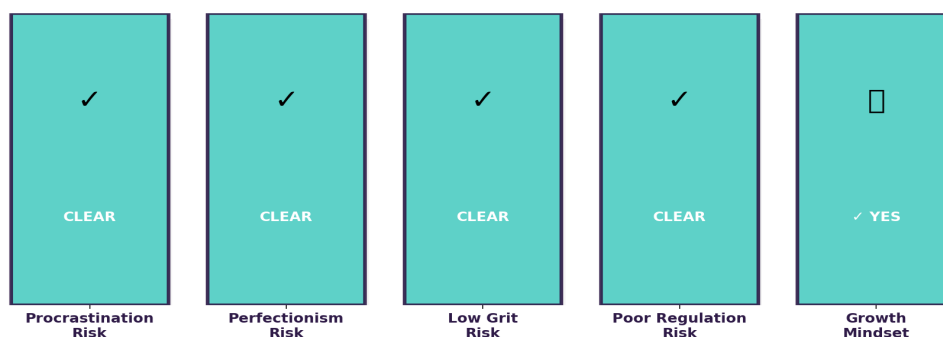 ✓ ✓ ✓ ✓
CLEAR CLEAR CLEAR CLEAR ✓ YES
Procrastination Perfectionism Low Grit Poor Regulation Growth
Risk Risk Risk Risk Mindset